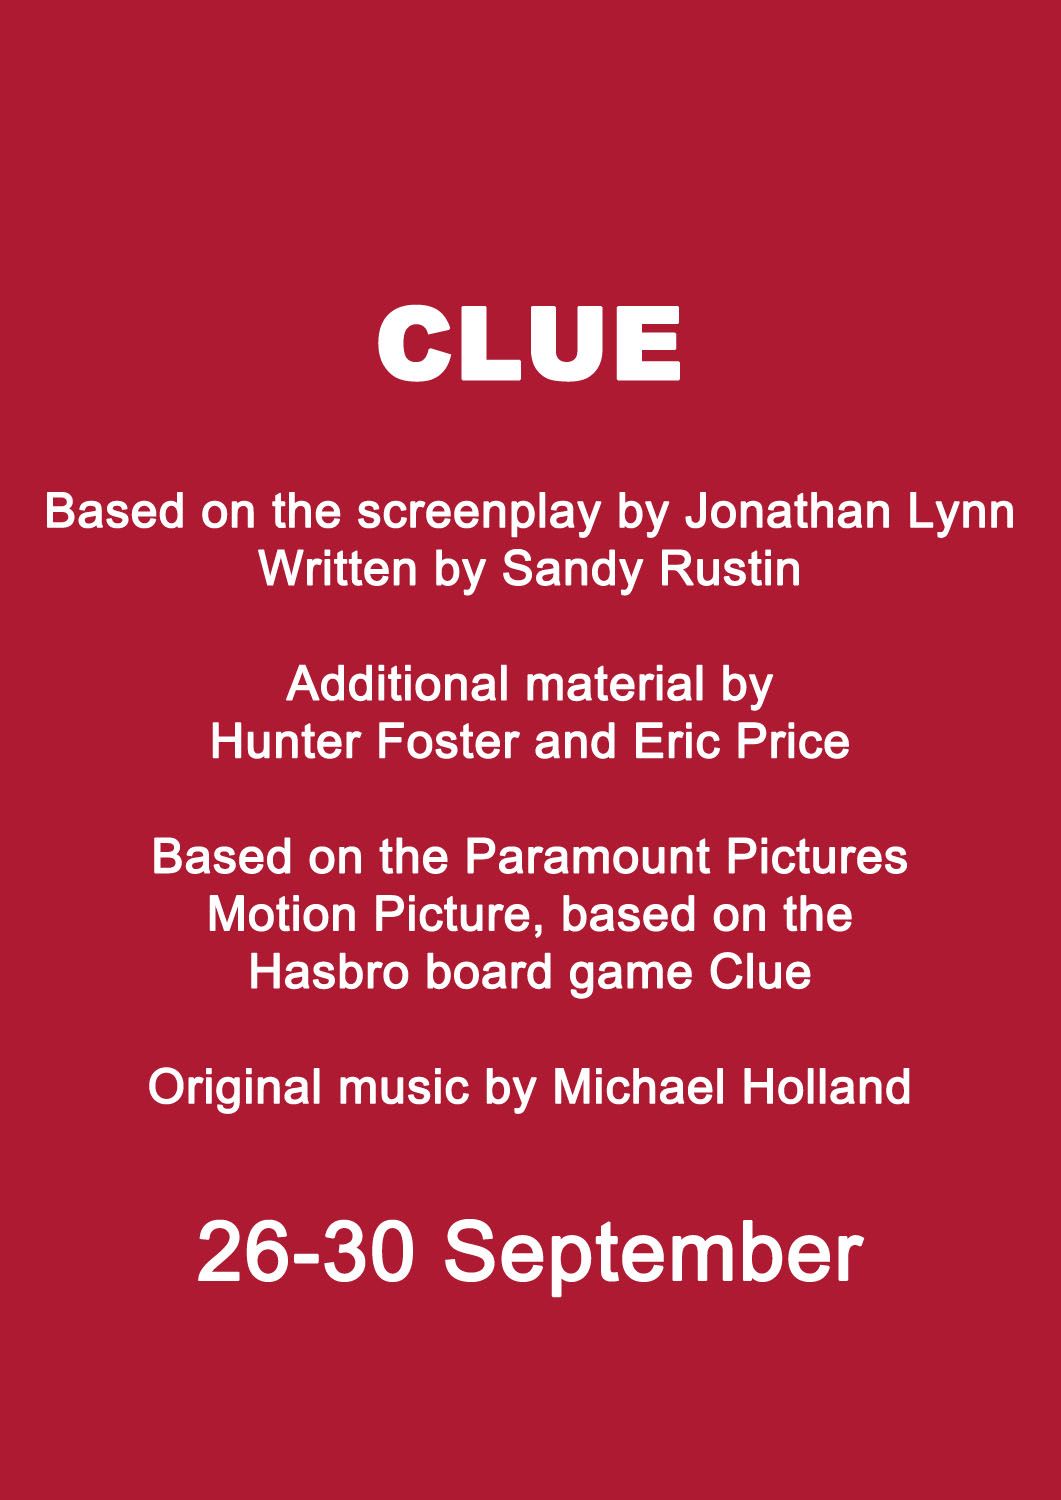 CLUE
Based on the screenplay by Jonathan Lynn
Written by Sandy Rustin
Additional material by
Hunter Foster and Eric Price
Based on the Paramount Pictures
Motion Picture, based on the
Hasbro board game Clue
Original music by Michael Holland
26-30 September